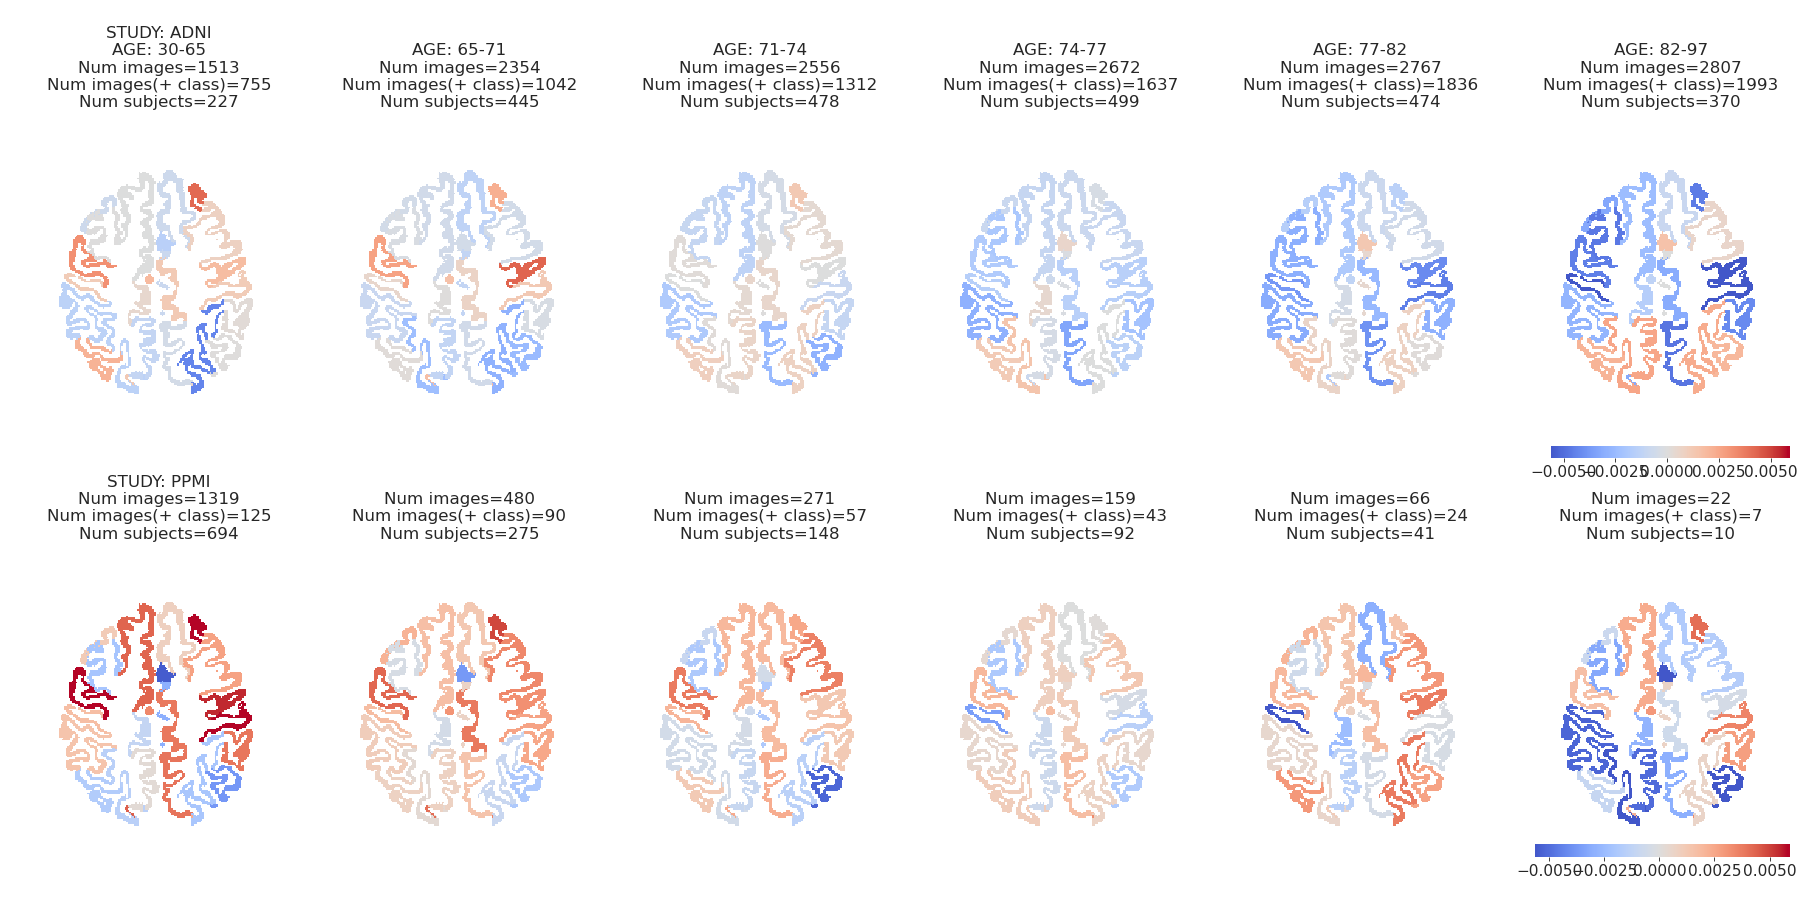 STUDY: ADNI
AGE: 30-65
Num images=1513
Num images(+ class)=755
Num subjects=227
AGE: 65-71
Num images=2354
Num images(+ class)=1042
Num subjects=445
AGE: 71-74
Num images=2556
Num images(+ class)=1312
Num subjects=478
AGE: 74-77
Num images=2672
Num images(+ class)=1637
Num subjects=499
AGE: 77-82
Num images=2767
Num images(+ class)=1836
Num subjects=474
AGE: 82-97
Num images=2807
Num images(+ class)=1993
Num subjects=370
−0.0050 −0.0025 0.0000 0.0025 0.0050
STUDY: PPMI
Num images=1319
Num images(+ class)=125
Num subjects=694
Num images=480
Num images(+ class)=90
Num subjects=275
Num images=271
Num images(+ class)=57
Num subjects=148
Num images=159
Num images(+ class)=43
Num subjects=92
Num images=66
Num images(+ class)=24
Num subjects=41
Num images=22
Num images(+ class)=7
Num subjects=10
−0.0050 −0.0025 0.0000 0.0025 0.0050